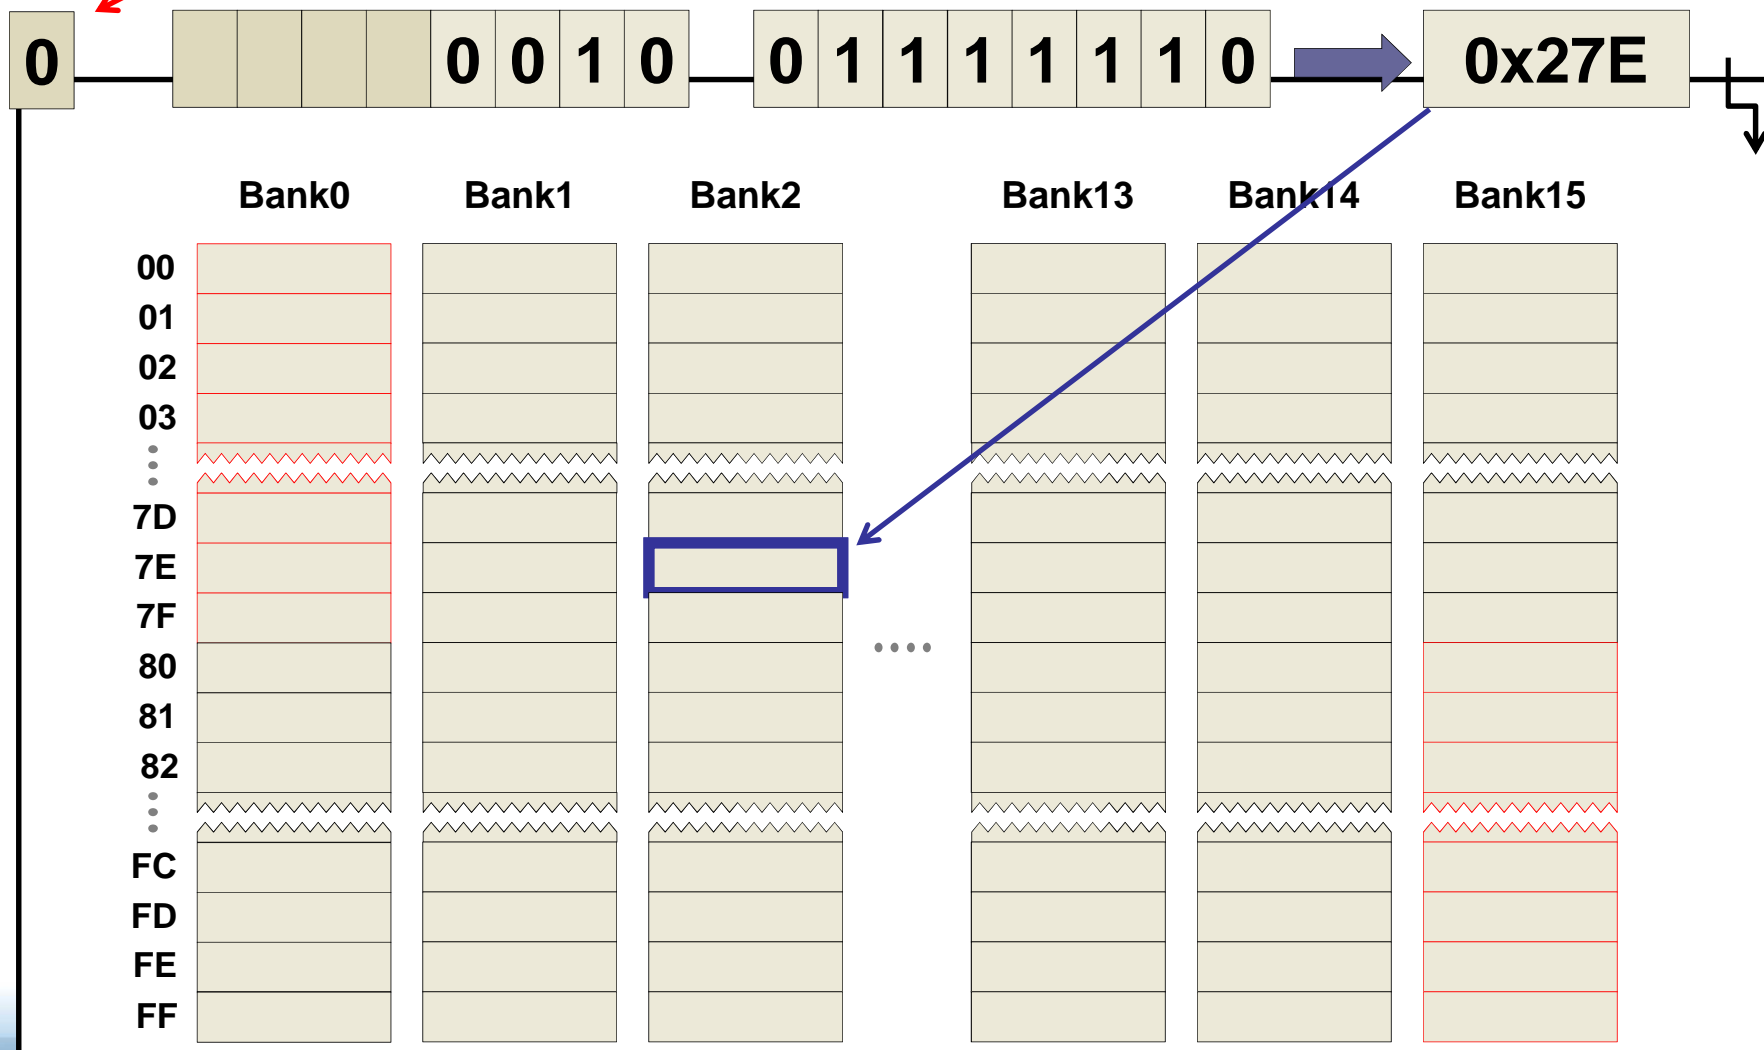 0 0 0 1 0 0 1 1 1 1 1 1 0 0x27E
Bank0 Bank1 Bank2 Bank13 Bank14 Bank15
00
01
02
03
7D
7E
7F
80
81
82
FC
FD
FE
FF